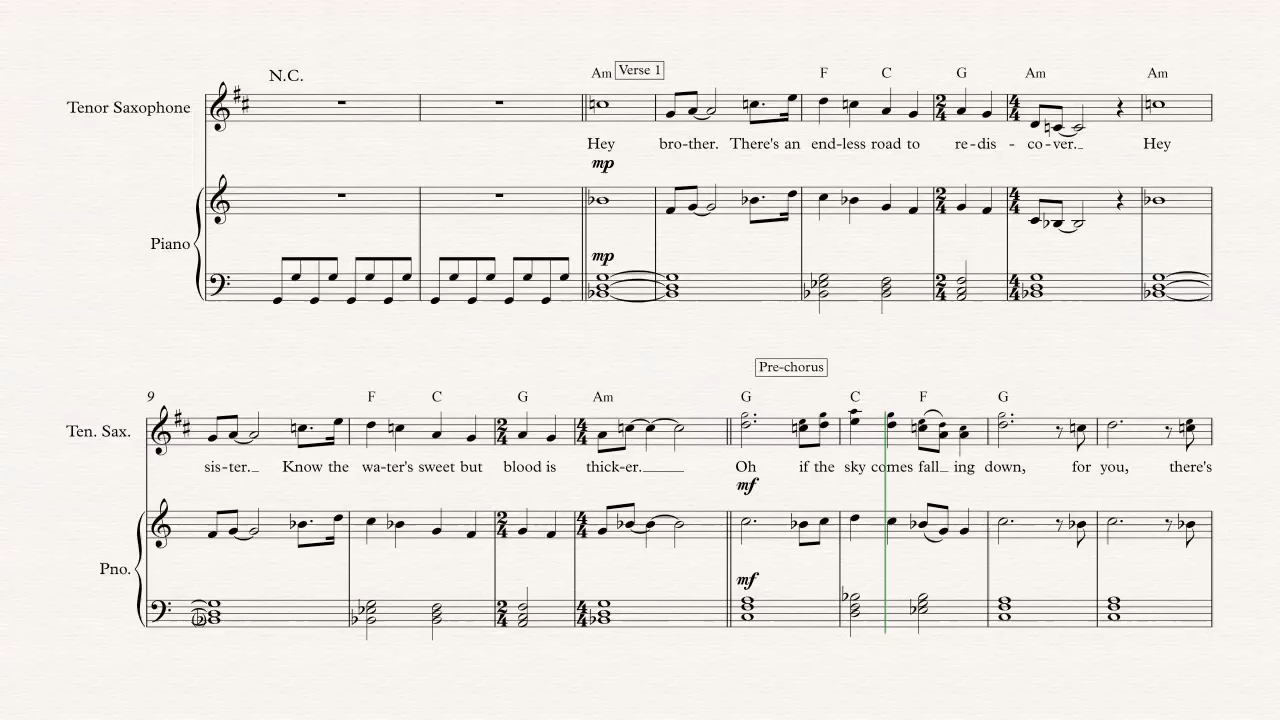 N.C. Am Verse 1 F C G Am Am
Tenor Saxophone
Hey bro-ther. There's an end-less road to re-dis - co-ver._ Hey
mp
Piano
mp
Pre-chorus
9 F C G Am G C F G
Ten. Sax.
sis-ter._ Know the wa-ter's sweet but blood is thick-er.____ Oh if the sky comes fall_ ing down, for you, there's
mf
Pno.
mf